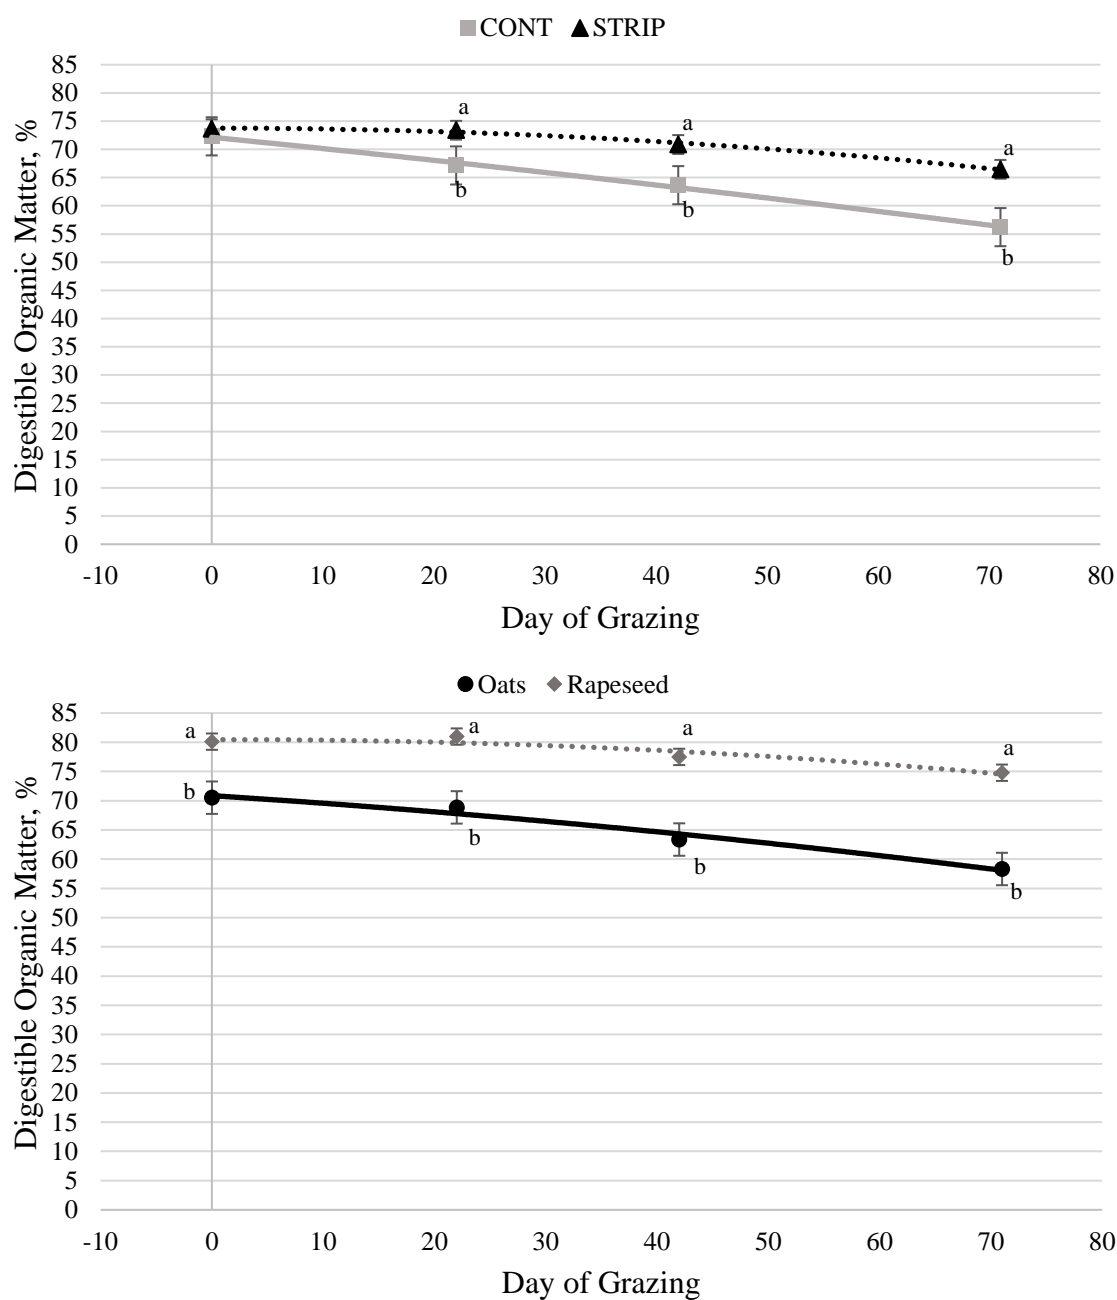 CONT STRIP
85
80
75
70
65
60
55
50
45
40
35
30
25
20
15
10
5
0
Digestible Organic Matter, %
a
a
a
b
b
b
-10 0 10 20 30 40 50 60 70 80
Day of Grazing
Oats Rapeseed
85
80
75
70
65
60
55
50
45
40
35
30
25
20
15
10
5
0
Digestible Organic Matter, %
a
a
a
a
b
b
b
b
-10 0 10 20 30 40 50 60 70 80
Day of Grazing